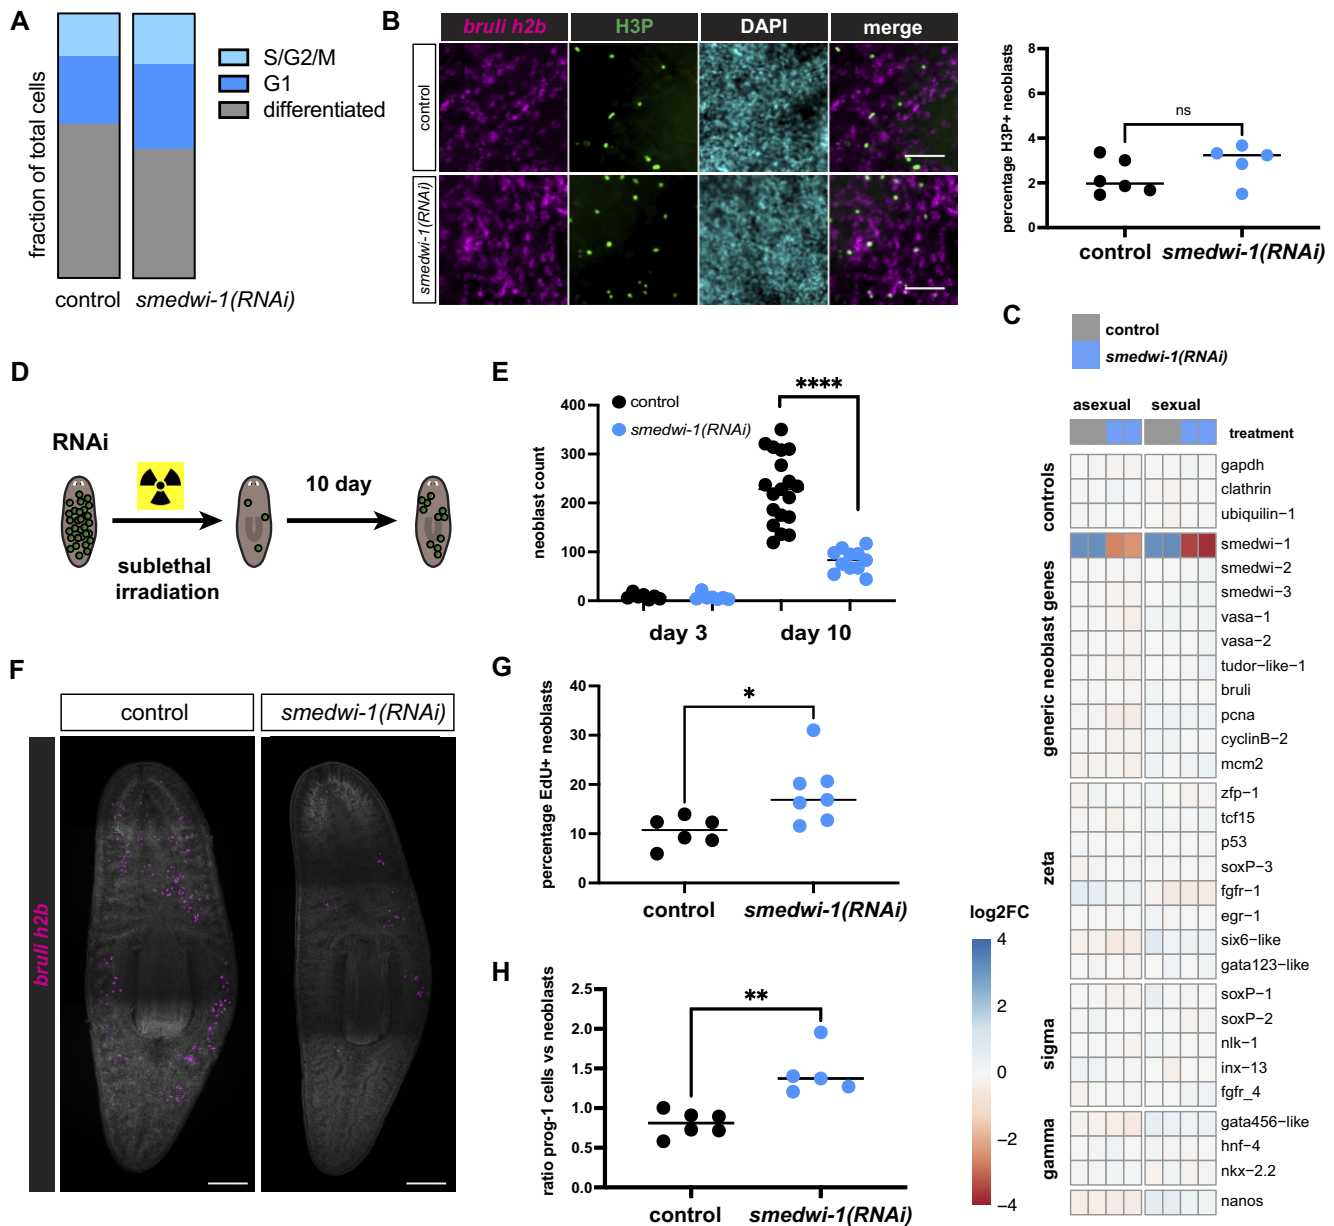 A
fraction of total cells
control
smedwi-1(RNAi)
S/G2/M
G1
differentiated
B
bruli h2b
H3P
DAPI
merge
control
smedwi-1(RNAi)
percentage H3P+ neoblasts
8
6
4
2
0
ns
control
smedwi-1(RNAi)
C
control
smedwi-1(RNAi)
asexual
sexual
treatment
controls
gapdh
clathrin
ubiquilin−1
generic neoblast genes
smedwi−1
smedwi−2
smedwi−3
vasa−1
vasa−2
tudor−like−1
bruli
pcna
cyclinB−2
mcm2
zeta
zfp−1
tcf15
p53
soxP−3
fgfr−1
egr−1
six6−like
gata123−like
sigma
soxP−1
soxP−2
nlk−1
inx−13
fgfr_4
gamma
gata456−like
hnf−4
nkx−2.2
nanos
log2FC
4
2
0
−2
−4
D
RNAi
sublethal
irradiation
10 day
E
neoblast count
400
300
200
100
0
control
smedwi-1(RNAi)
****
day 3
day 10
F
control
smedwi-1(RNAi)
bruli h2b
G
percentage EdU+ neoblasts
40
30
20
10
0
*
control
smedwi-1(RNAi)
H
ratio prog-1 cells vs neoblasts
2.5
2.0
1.5
1.0
0.5
0.0
**
control
smedwi-1(RNAi)